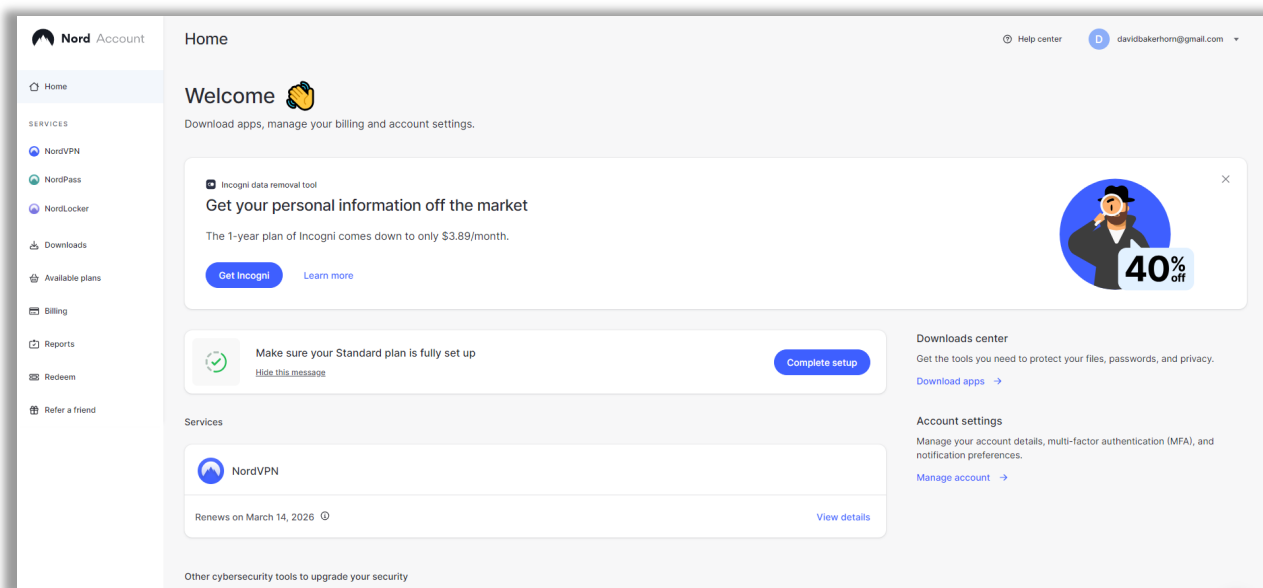 Nord Account
Home
Help center
D
davidbakerhorn@gmail.com
Home
SERVICES
NordVPN
NordPass
NordLocker
Downloads
Available plans
Billing
Reports
Redeem
Refer a friend
Welcome
Download apps, manage your billing and account settings.
Incogni data removal tool
Get your personal information off the market
The 1-year plan of Incogni comes down to only $3.89/month.
Get Incogni
Learn more
40% off
Make sure your Standard plan is fully set up
Hide this message
Complete setup
Services
NordVPN
Renews on March 14, 2026
View details
Other cybersecurity tools to upgrade your security
Downloads center
Get the tools you need to protect your files, passwords, and privacy.
Download apps →
Account settings
Manage your account details, multi-factor authentication (MFA), and
notification preferences.
Manage account →